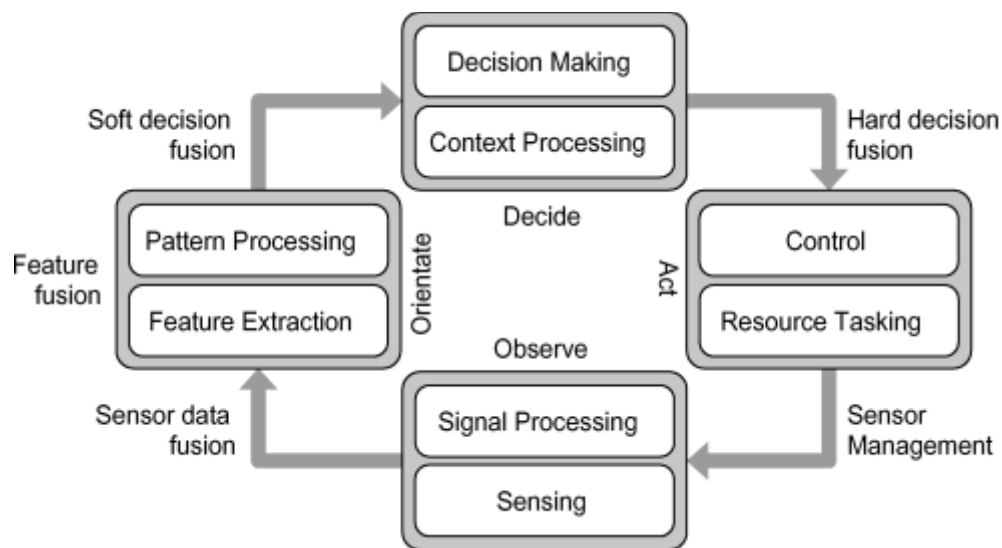 Decision Making
Context Processing
Decide
Soft decision
fusion
Hard decision
fusion
Pattern Processing
Feature Extraction
Orientate
Feature
fusion
Control
Resource Tasking
Act
Observe
Signal Processing
Sensing
Sensor data
fusion
Sensor
Management